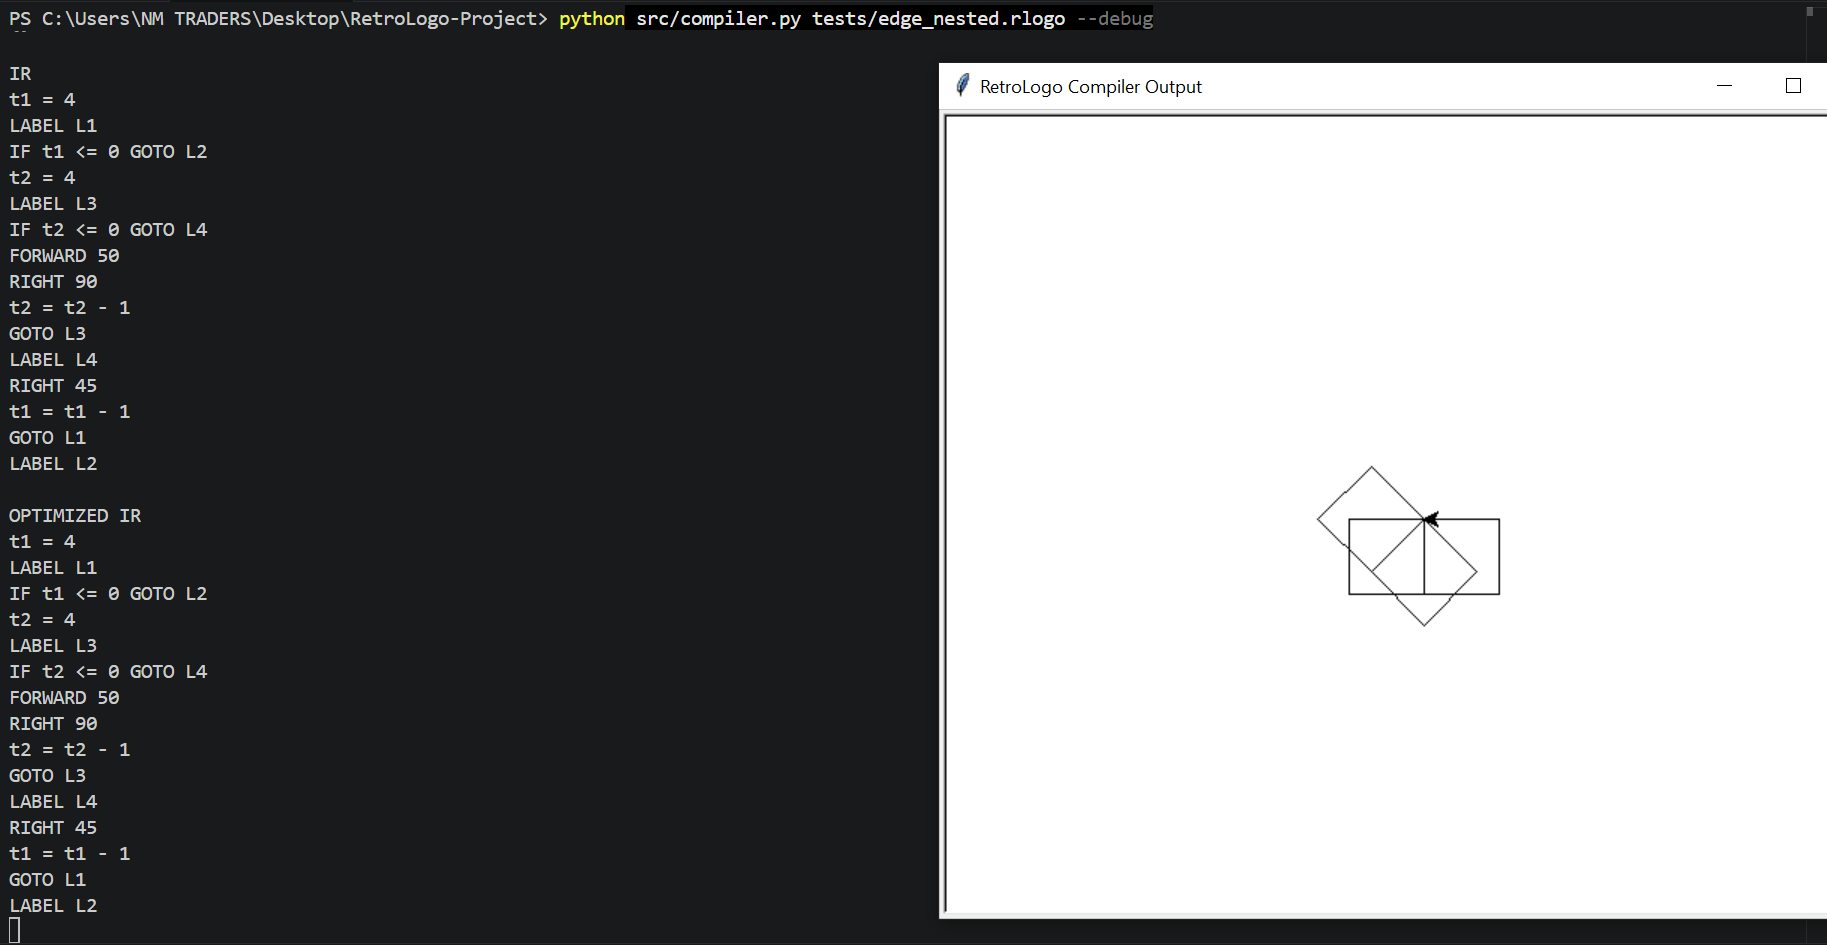 PS C:\Users\NM TRADERS\Desktop\RetroLogo-Project> python src/compiler.py tests/edge_nested.rlogo --debug
IR
t1 = 4
LABEL L1
IF t1 <= 0 GOTO L2
t2 = 4
LABEL L3
IF t2 <= 0 GOTO L4
FORWARD 50
RIGHT 90
t2 = t2 - 1
GOTO L3
LABEL L4
RIGHT 45
t1 = t1 - 1
GOTO L1
LABEL L2
OPTIMIZED IR
t1 = 4
LABEL L1
IF t1 <= 0 GOTO L2
t2 = 4
LABEL L3
IF t2 <= 0 GOTO L4
FORWARD 50
RIGHT 90
t2 = t2 - 1
GOTO L3
LABEL L4
RIGHT 45
t1 = t1 - 1
GOTO L1
LABEL L2
RetroLogo Compiler Output